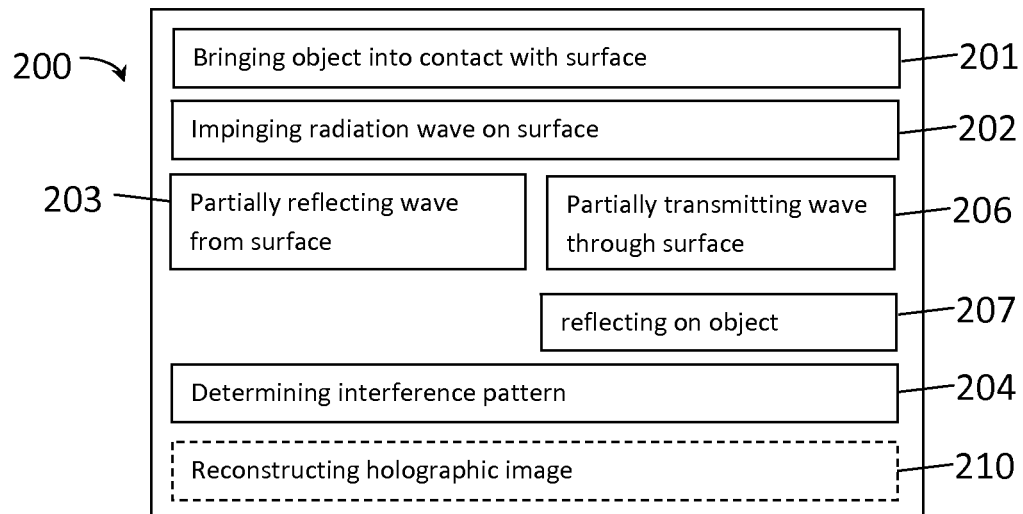 200
Bringing object into contact with surface
201
Impinging radiation wave on surface
202
203
Partially reflecting wave
from surface
Partially transmitting wave
through surface
206
reflecting on object
207
Determining interference pattern
204
Reconstructing holographic image
210